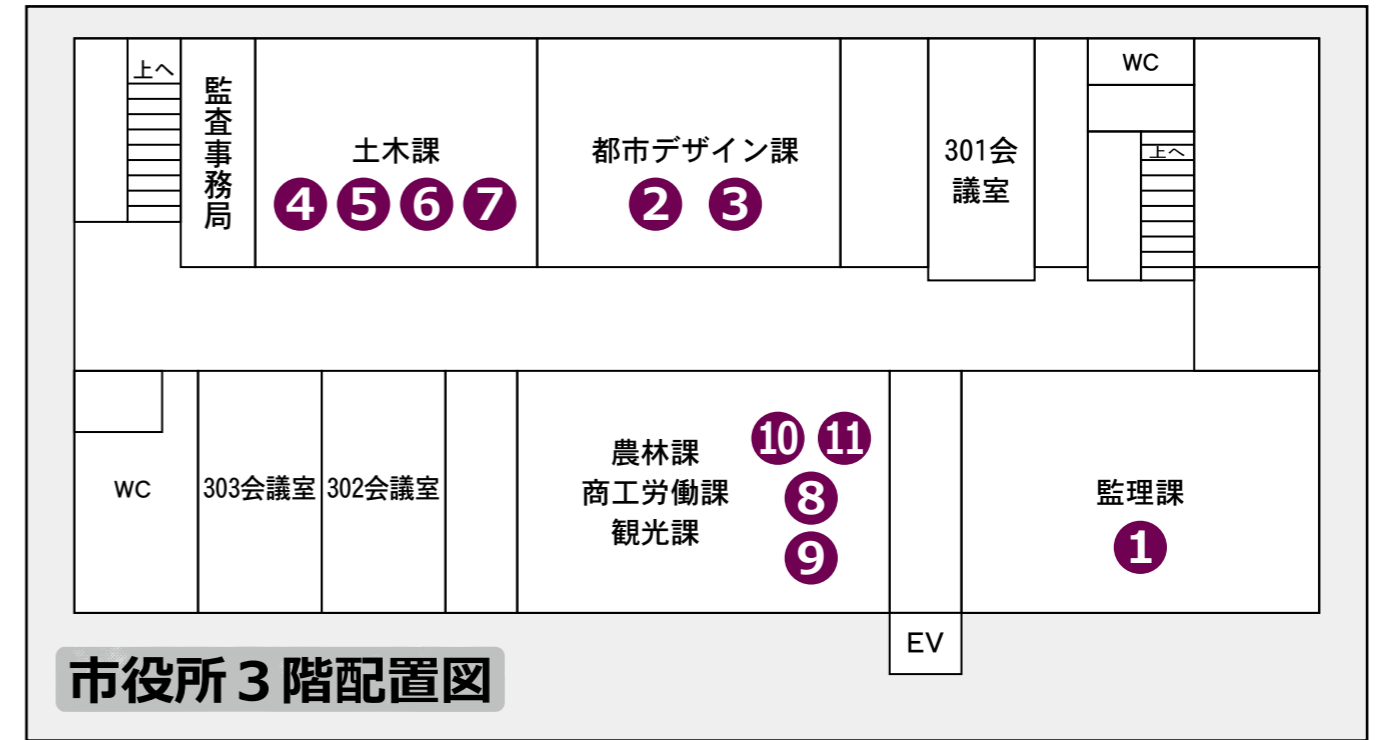 上へ
監査事務局
土木課
4 5 6 7
都市デザイン課
2 3
301会
議室
WC
上へ
WC
303会議室
302会議室
農林課
商工労働課
観光課
10 11
8
9
監理課
1
EV
市役所3階配置図